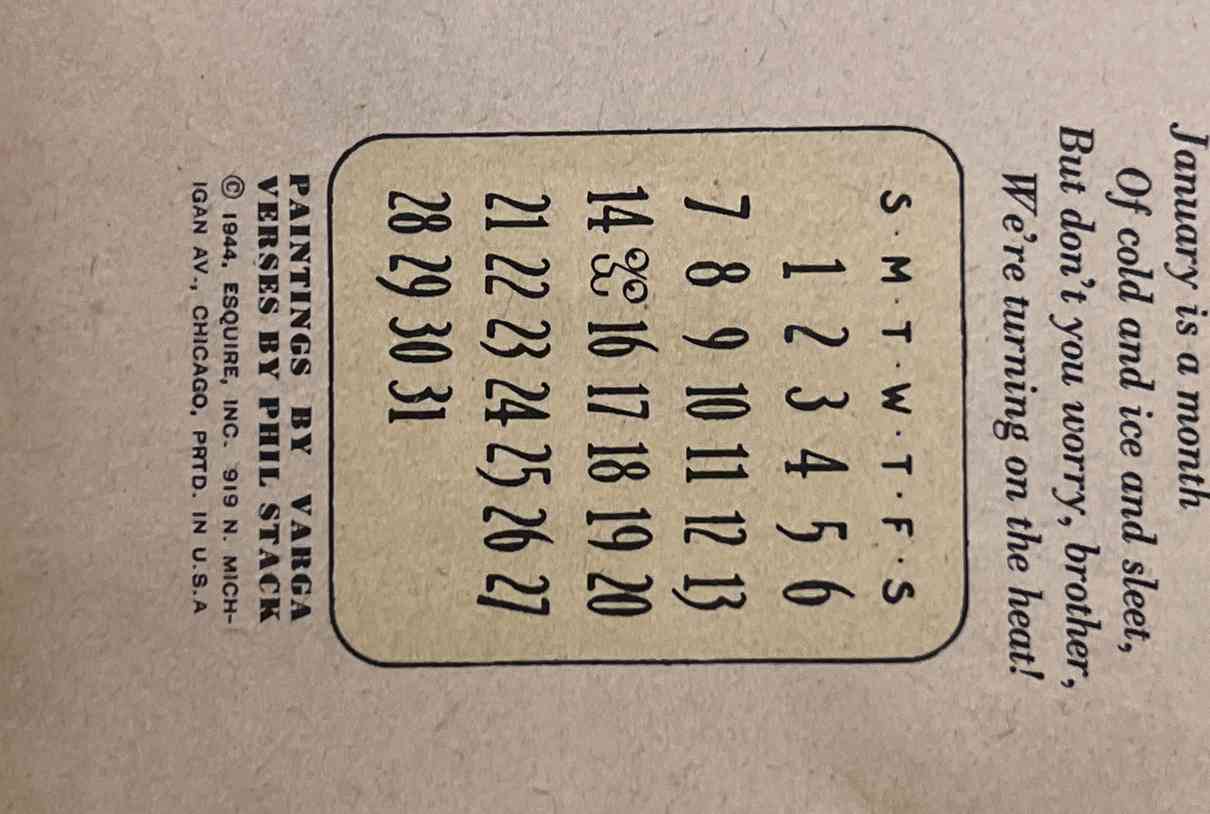 January is a month
Of cold and ice and sleet,
But don't you worry, brother,
We're turning on the heat!
S · M · T · W · T · F · S
1 2 3 4 5 6
7 8 9 10 11 12 13
14 16 17 18 19 20
21 22 23 24 25 26 27
28 29 30 31
PAINTINGS BY VARGA
VERSES BY PHIL STACK
© 1944, ESQUIRE, INC. 919 N. MICH-
IGAN AV., CHICAGO, PRTD. IN U.S.A